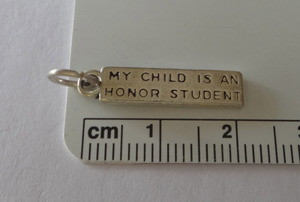 MY CHILD IS AN
HONOR STUDENT
cm 1 2 3